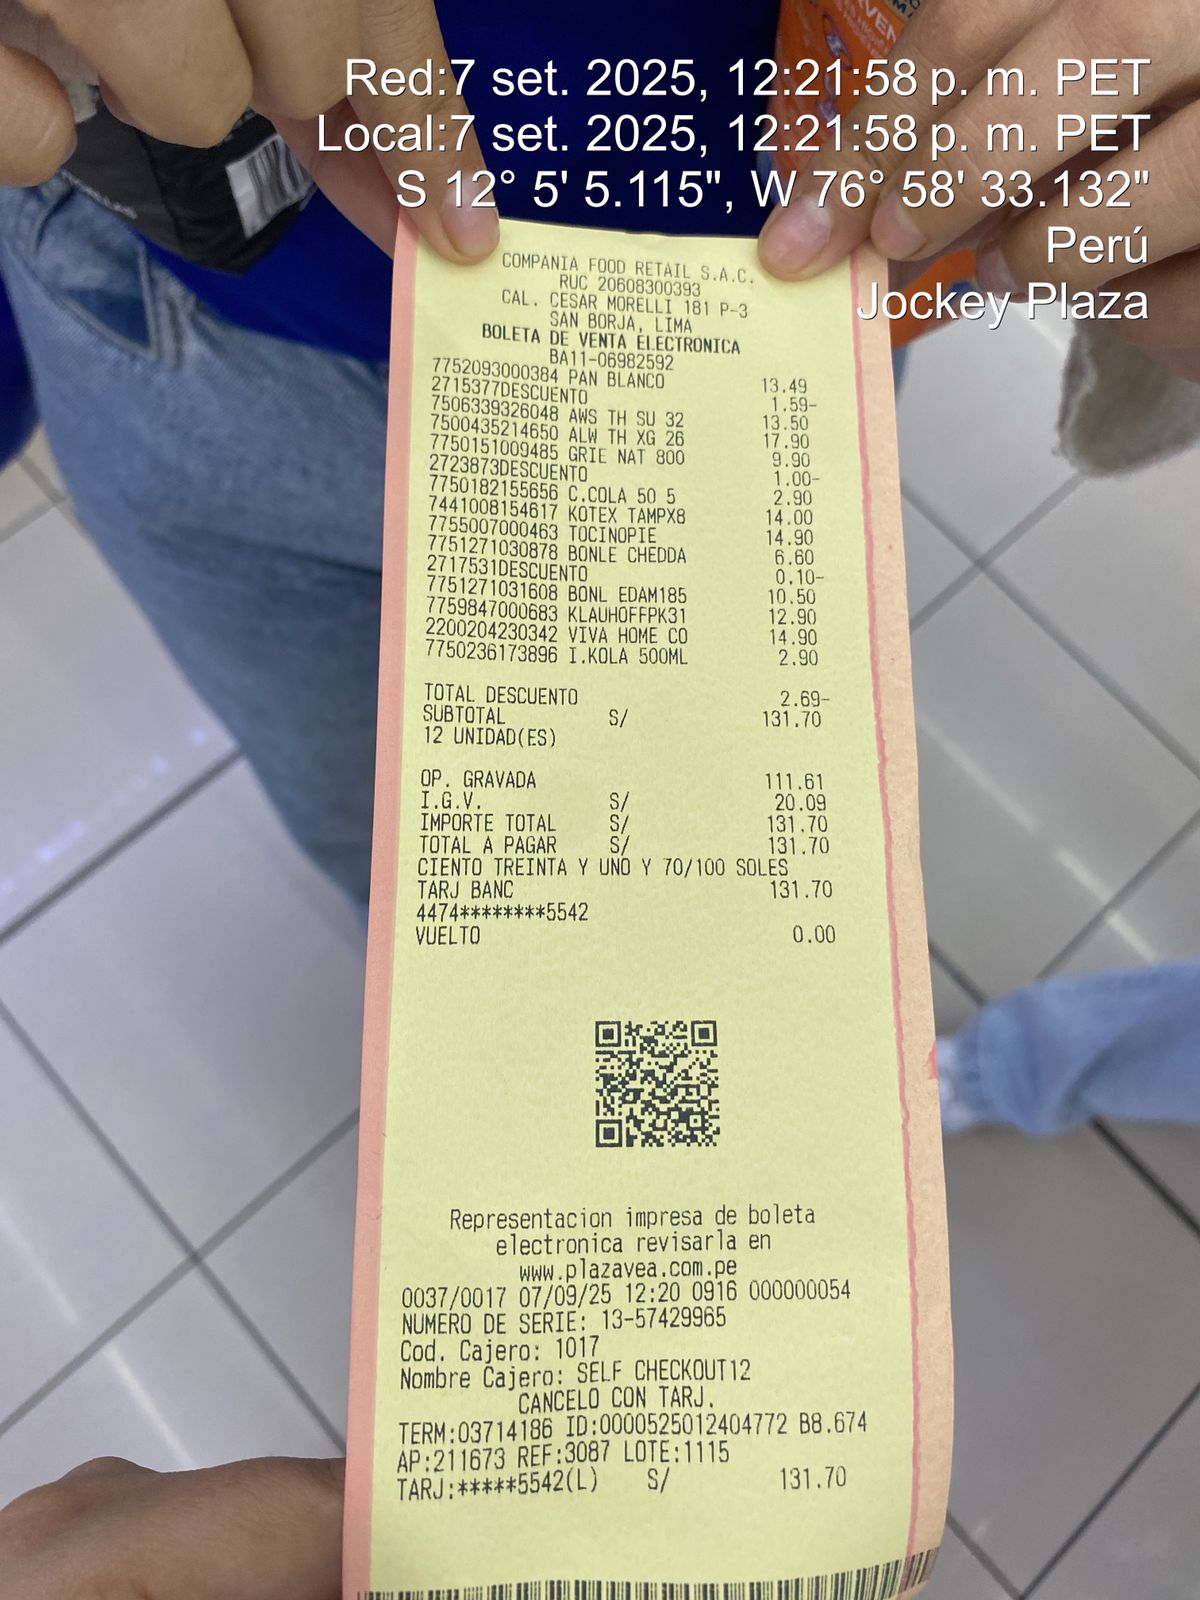 Red:7 set. 2025, 12:21:58 p. m. PET
Local:7 set. 2025, 12:21:58 p. m. PET
S 12° 5' 5.115", W 76° 58' 33.132"
Perú
Jockey Plaza
COMPANIA FOOD RETAIL S.A.C.
RUC 20608300393
CAL. CESAR MORELLI 181 P-3
SAN BORJA, LIMA
BOLETA DE VENTA ELECTRONICA
BA11-06982592
7752093000384 PAN BLANCO 13.49
2715377DESCUENTO 1.59-
7506339326048 AWS TH SU 32 13.50
7500435214650 ALW TH XG 26 17.90
7750151009485 GRIE NAT 800 9.90
2723873DESCUENTO 1.00-
7750182155656 C.COLA 50 5 2.90
7441008154617 KOTEX TAMPX8 14.00
7755007000463 TOCINOPIE 14.90
7751271030878 BONLE CHEDDA 6.60
2717531DESCUENTO 0.10-
7751271031608 BONL EDAM185 10.50
7759847000683 KLAUHOFFPK31 12.90
2200204230342 VIVA HOME CO 14.90
7750236173896 I.KOLA 500ML 2.90
TOTAL DESCUENTO 2.69-
SUBTOTAL S/ 131.70
12 UNIDAD(ES)
OP. GRAVADA 111.61
I.G.V. S/ 20.09
IMPORTE TOTAL S/ 131.70
TOTAL A PAGAR S/ 131.70
CIENTO TREINTA Y UNO Y 70/100 SOLES
TARJ BANC 131.70
4474********5542
VUELTO 0.00
Representacion impresa de boleta
electronica revisarla en
www.plazavea.com.pe
0037/0017 07/09/25 12:20 0916 000000054
NUMERO DE SERIE: 13-57429965
Cod. Cajero: 1017
Nombre Cajero: SELF CHECKOUT12
CANCELO CON TARJ.
TERM:03714186 ID:0000525012404772 B8.674
AP:211673 REF:3087 LOTE:1115
TARJ:*****5542(L) S/ 131.70